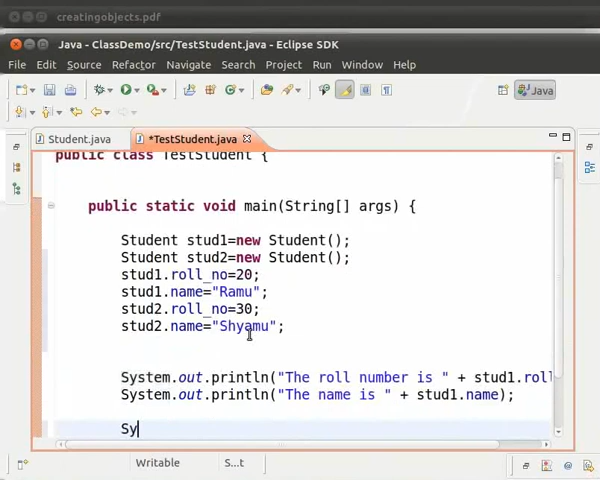 creatingobjects.pdf
Java - ClassDemo/src/TestStudent.java - Eclipse SDK
File Edit Source Refactor Navigate Search Project Run Window Help
Java
Student.java *TestStudent.java
public class TestStudent {
public static void main(String[] args) {
Student stud1=new Student();
Student stud2=new Student();
stud1.roll_no=20;
stud1.name="Ramu";
stud2.roll_no=30;
stud2.name="Shyamu";
System.out.println("The roll number is " + stud1.roll
System.out.println("The name is " + stud1.name);
Sy
Writable S...t